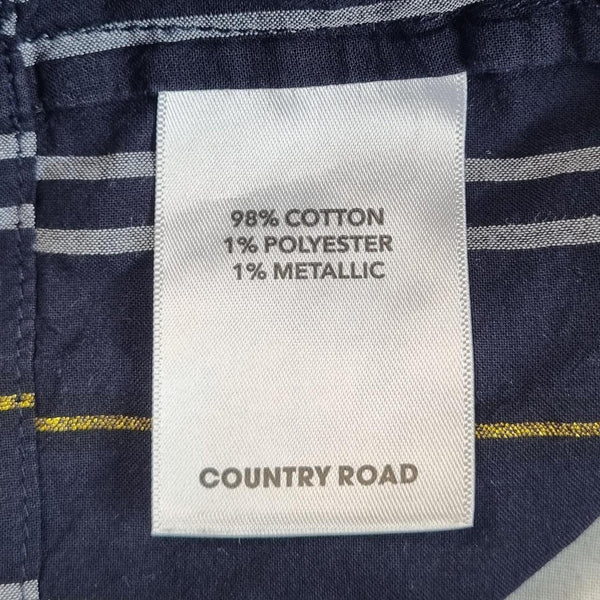 98% COTTON
1% POLYESTER
1% METALLIC
COUNTRY ROAD